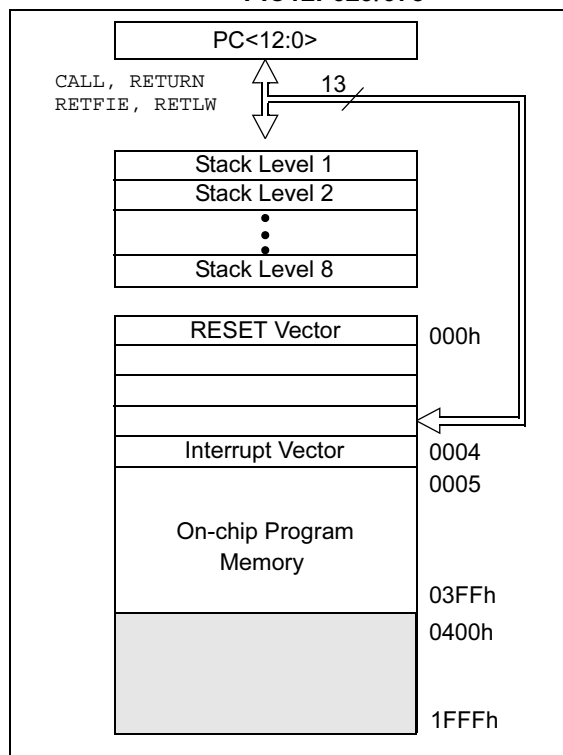 PC<12:0>
CALL, RETURN
RETFIE, RETLW
13
Stack Level 1
Stack Level 2
Stack Level 8
RESET Vector
000h
Interrupt Vector
0004
0005
On-chip Program
Memory
03FFh
0400h
1FFFh